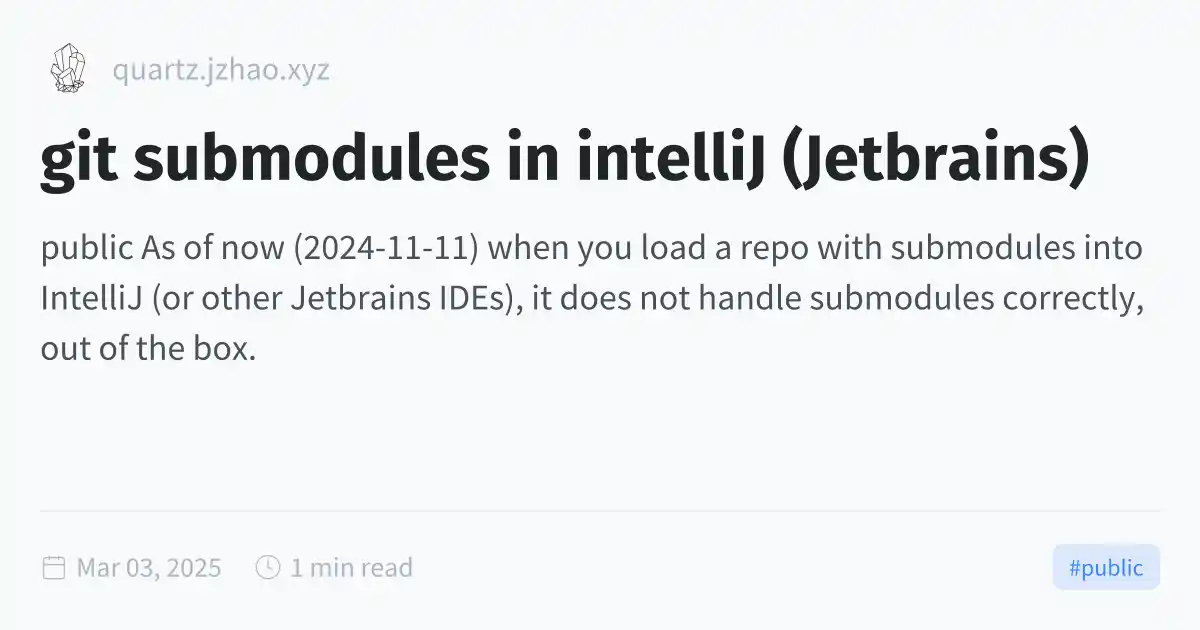 quartz.jzhao.xyz
git submodules in intelliJ (Jetbrains)
public As of now (2024-11-11) when you load a repo with submodules into
IntelliJ (or other Jetbrains IDEs), it does not handle submodules correctly,
out of the box.
Mar 03, 2025 1 min read #public